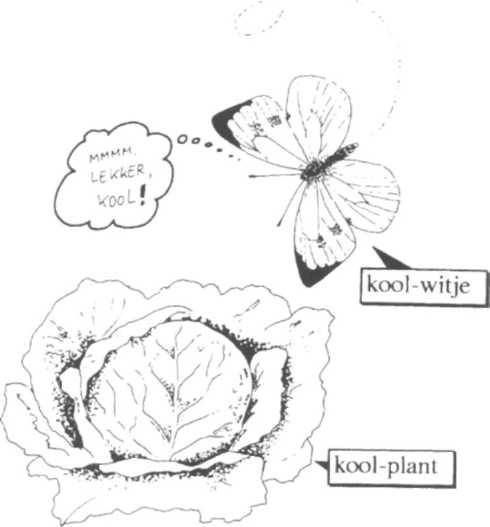 MMMM,
LEKKER,
KOOL!
kool-witje
kool-plant